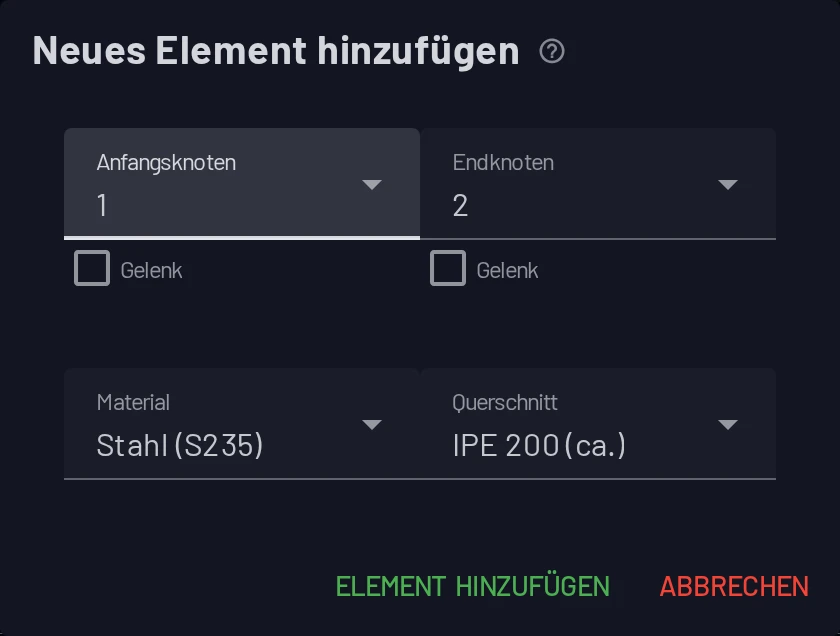 Neues Element hinzufügen ?
Anfangsknoten Endknoten
1 2
Gelenk Gelenk
Material Querschnitt
Stahl (S235) IPE 200 (ca.)
ELEMENT HINZUFÜGEN ABBRECHEN